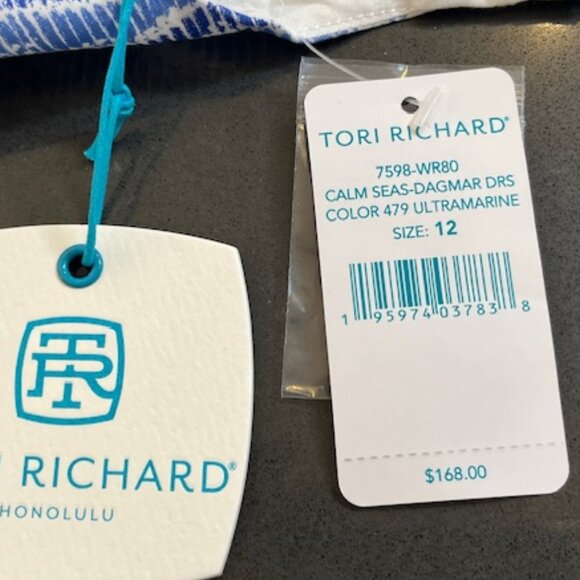 TORI RICHARD®
7598-WR80
CALM SEAS-DAGMAR DRS
COLOR 479 ULTRAMARINE
SIZE: 12
1 95974 03783 8
$168.00
TR
I RICHARD®
HONOLULU